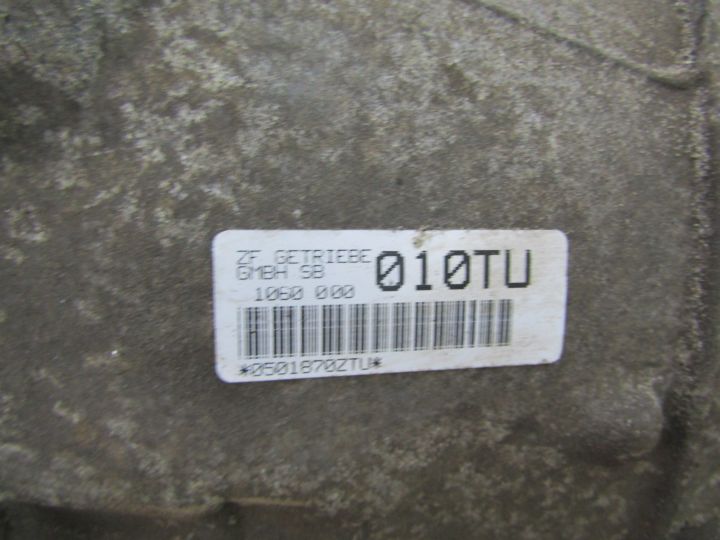 ZF GETRIEBE
GMBH SB
010TU
1060 000
*0501870ZTU*